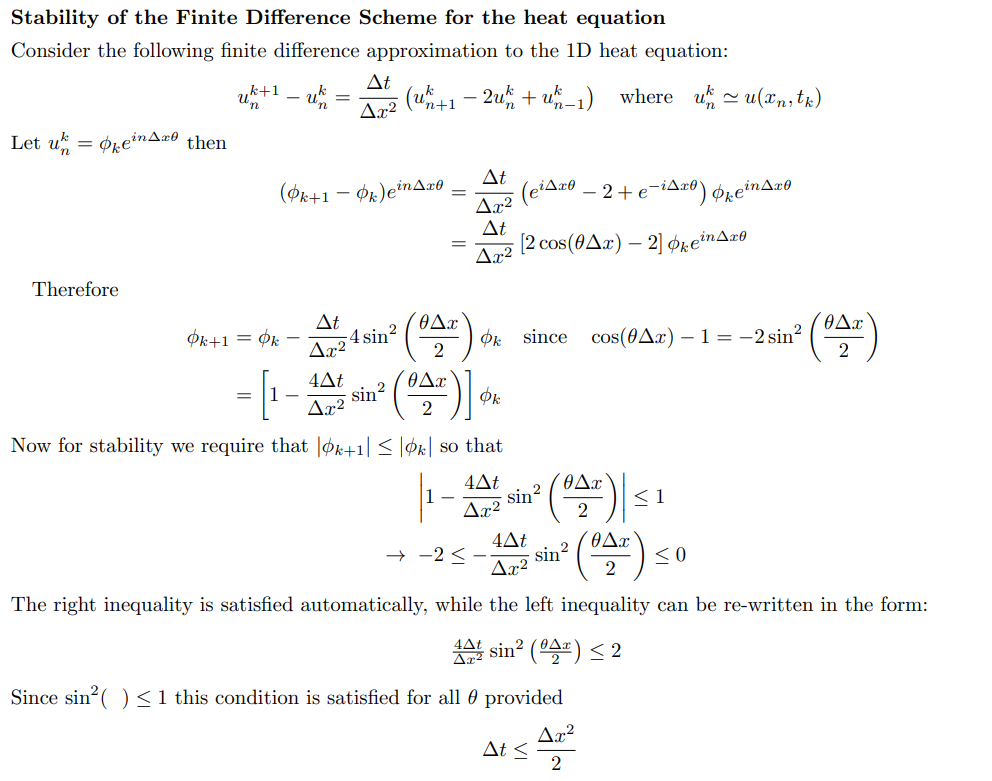 Stability of the Finite Difference Scheme for the heat equation
Consider the following finite difference approximation to the 1D heat equation:
$u_n^{k+1} - u_n^k = \frac{\Delta t}{\Delta x^2} \left(u_{n+1}^k - 2u_n^k + u_{n-1}^k\right)$ where $u_n^k \simeq u(x_n, t_k)$
Let $u_n^k = \phi_k e^{in\Delta x\theta}$ then
$(\phi_{k+1} - \phi_k)e^{in\Delta x\theta} = \frac{\Delta t}{\Delta x^2} \left(e^{i\Delta x\theta} - 2 + e^{-i\Delta x\theta}\right) \phi_k e^{in\Delta x\theta}$
$= \frac{\Delta t}{\Delta x^2} \left[2\cos(\theta\Delta x) - 2\right] \phi_k e^{in\Delta x\theta}$
Therefore
$\phi_{k+1} = \phi_k - \frac{\Delta t}{\Delta x^2} 4\sin^2\left(\frac{\theta\Delta x}{2}\right) \phi_k$ since $\cos(\theta\Delta x) - 1 = -2\sin^2\left(\frac{\theta\Delta x}{2}\right)$
$= \left[1 - \frac{4\Delta t}{\Delta x^2} \sin^2\left(\frac{\theta\Delta x}{2}\right)\right] \phi_k$
Now for stability we require that $|\phi_{k+1}| \leq |\phi_k|$ so that
$\left|1 - \frac{4\Delta t}{\Delta x^2} \sin^2\left(\frac{\theta\Delta x}{2}\right)\right| \leq 1$
$\rightarrow -2 \leq -\frac{4\Delta t}{\Delta x^2} \sin^2\left(\frac{\theta\Delta x}{2}\right) \leq 0$
The right inequality is satisfied automatically, while the left inequality can be re-written in the form:
$\frac{4\Delta t}{\Delta x^2} \sin^2\left(\frac{\theta\Delta x}{2}\right) \leq 2$
Since $\sin^2(\ ) \leq 1$ this condition is satisfied for all $\theta$ provided
$\Delta t \leq \frac{\Delta x^2}{2}$